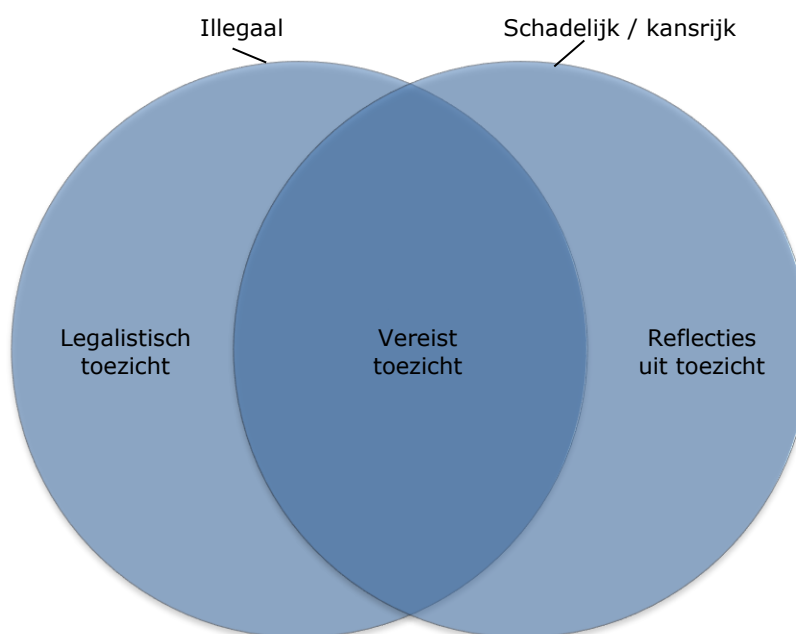 Illegaal
Schadelijk / kansrijk
Legalistisch
toezicht
Vereist
toezicht
Reflecties
uit toezicht